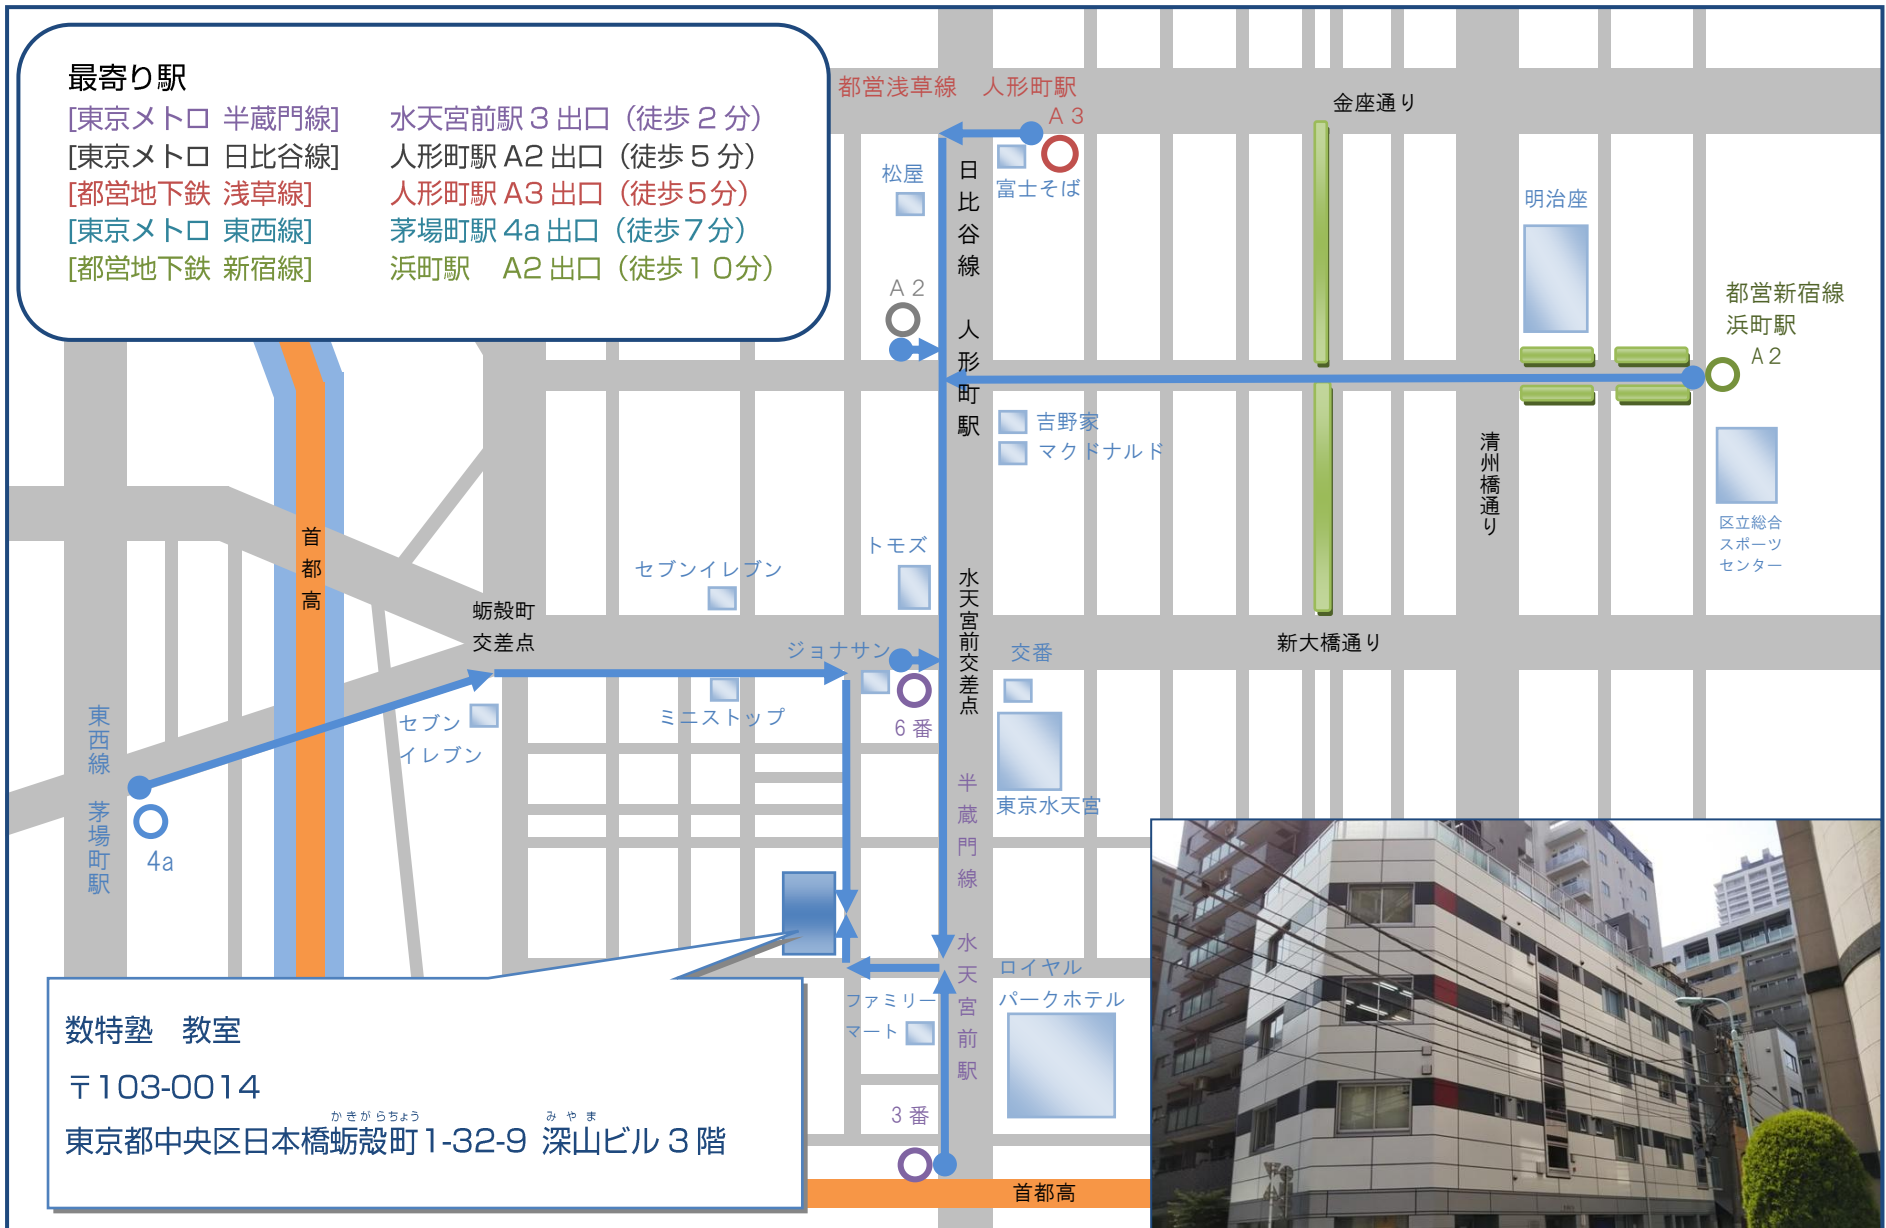 最寄り駅
[東京メトロ 半蔵門線] 水天宮前駅３出口（徒歩２分）
[東京メトロ 日比谷線] 人形町駅 A2 出口（徒歩５分）
[都営地下鉄 浅草線] 人形町駅 A3 出口（徒歩５分）
[東京メトロ 東西線] 茅場町駅 4a 出口（徒歩７分）
[都営地下鉄 新宿線] 浜町駅 A2 出口（徒歩１０分）
都営浅草線 人形町駅
A３
金座通り
松屋
富士そば
日比谷線 人形町駅
明治座
A２
都営新宿線
浜町駅
A２
吉野家
マクドナルド
清州橋通り
区立総合
スポーツ
センター
首都高
トモズ
セブンイレブン
水天宮前交差点
蛎殻町
交差点
ジョナサン
交番
新大橋通り
東西線 茅場町駅
セブン
イレブン
ミニストップ
６番
東京水天宮
4a
半蔵門線 水天宮前駅
ロイヤル
パークホテル
ファミリー
マート
３番
首都高
数特塾 教室
〒103-0014
かきがらちょう みやま
東京都中央区日本橋蛎殻町1-32-9 深山ビル３階